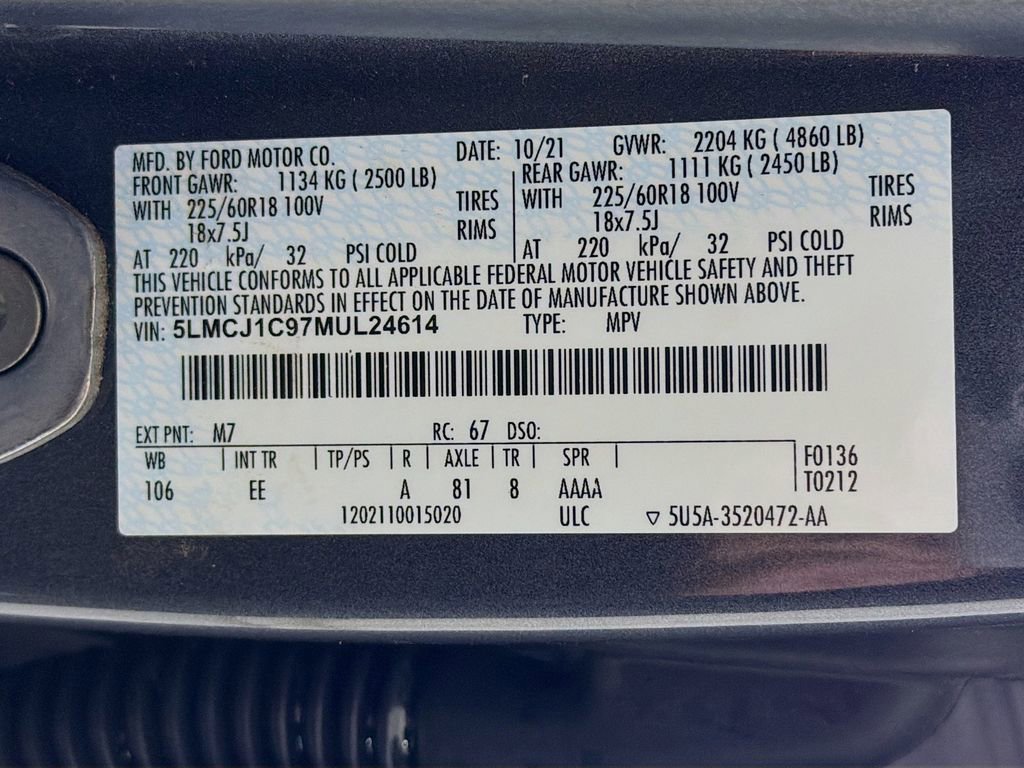 MFD. BY FORD MOTOR CO. DATE: 10/21 GVWR: 2204 KG ( 4860 LB)
FRONT GAWR: 1134 KG ( 2500 LB) REAR GAWR: 1111 KG ( 2450 LB)
WITH 225/60R18 100V TIRES WITH 225/60R18 100V TIRES
18x7.5J RIMS 18x7.5J RIMS
AT 220 kPa/ 32 PSI COLD AT 220 kPa/ 32 PSI COLD
THIS VEHICLE CONFORMS TO ALL APPLICABLE FEDERAL MOTOR VEHICLE SAFETY AND THEFT
PREVENTION STANDARDS IN EFFECT ON THE DATE OF MANUFACTURE SHOWN ABOVE.
VIN: 5LMCJ1C97MUL24614 TYPE: MPV
EXT PNT: M7 RC: 67 DSO:
WB INT TR TP/PS R AXLE TR SPR F0136
106 EE A 81 8 AAAA T0212
1202110015020 ULC ▽ 5U5A-3520472-AA